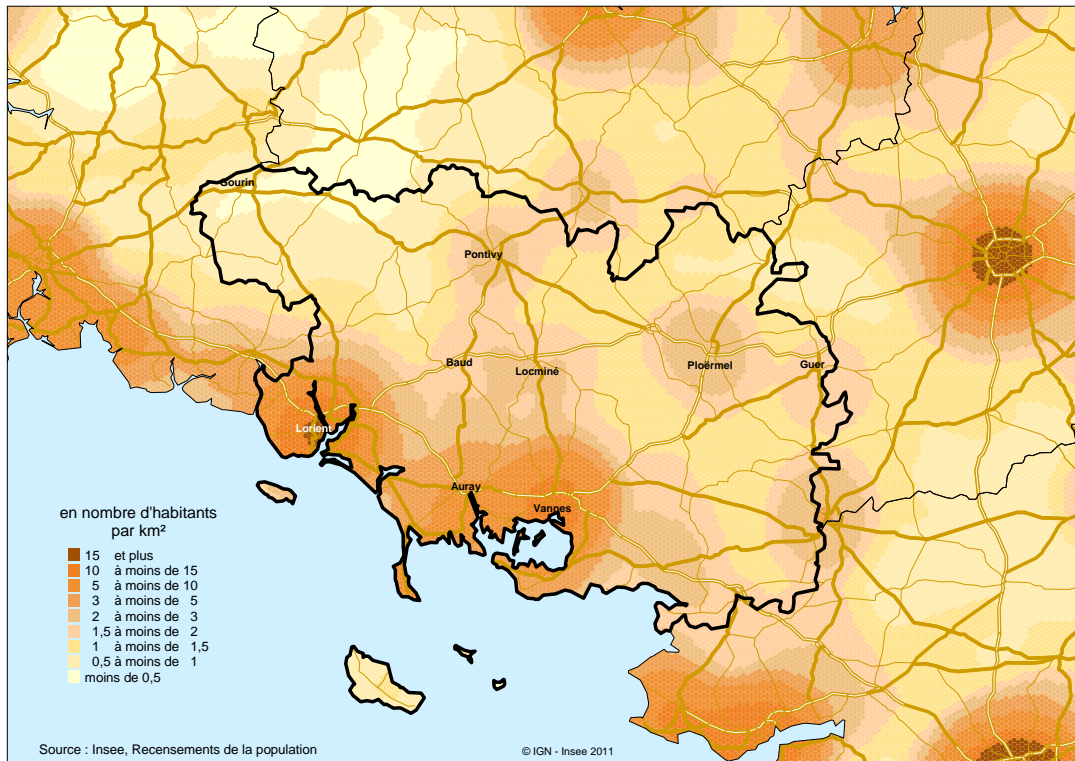 Gourin
Pontivy
Baud
Locminé
Ploërmel
Guer
Lorient
Auray
Vannes
en nombre d'habitants
par km²
15 et plus
10 à moins de 15
5 à moins de 10
3 à moins de 5
2 à moins de 3
1,5 à moins de 2
1 à moins de 1,5
0,5 à moins de 1
moins de 0,5
Source : Insee, Recensements de la population
© IGN - Insee 2011